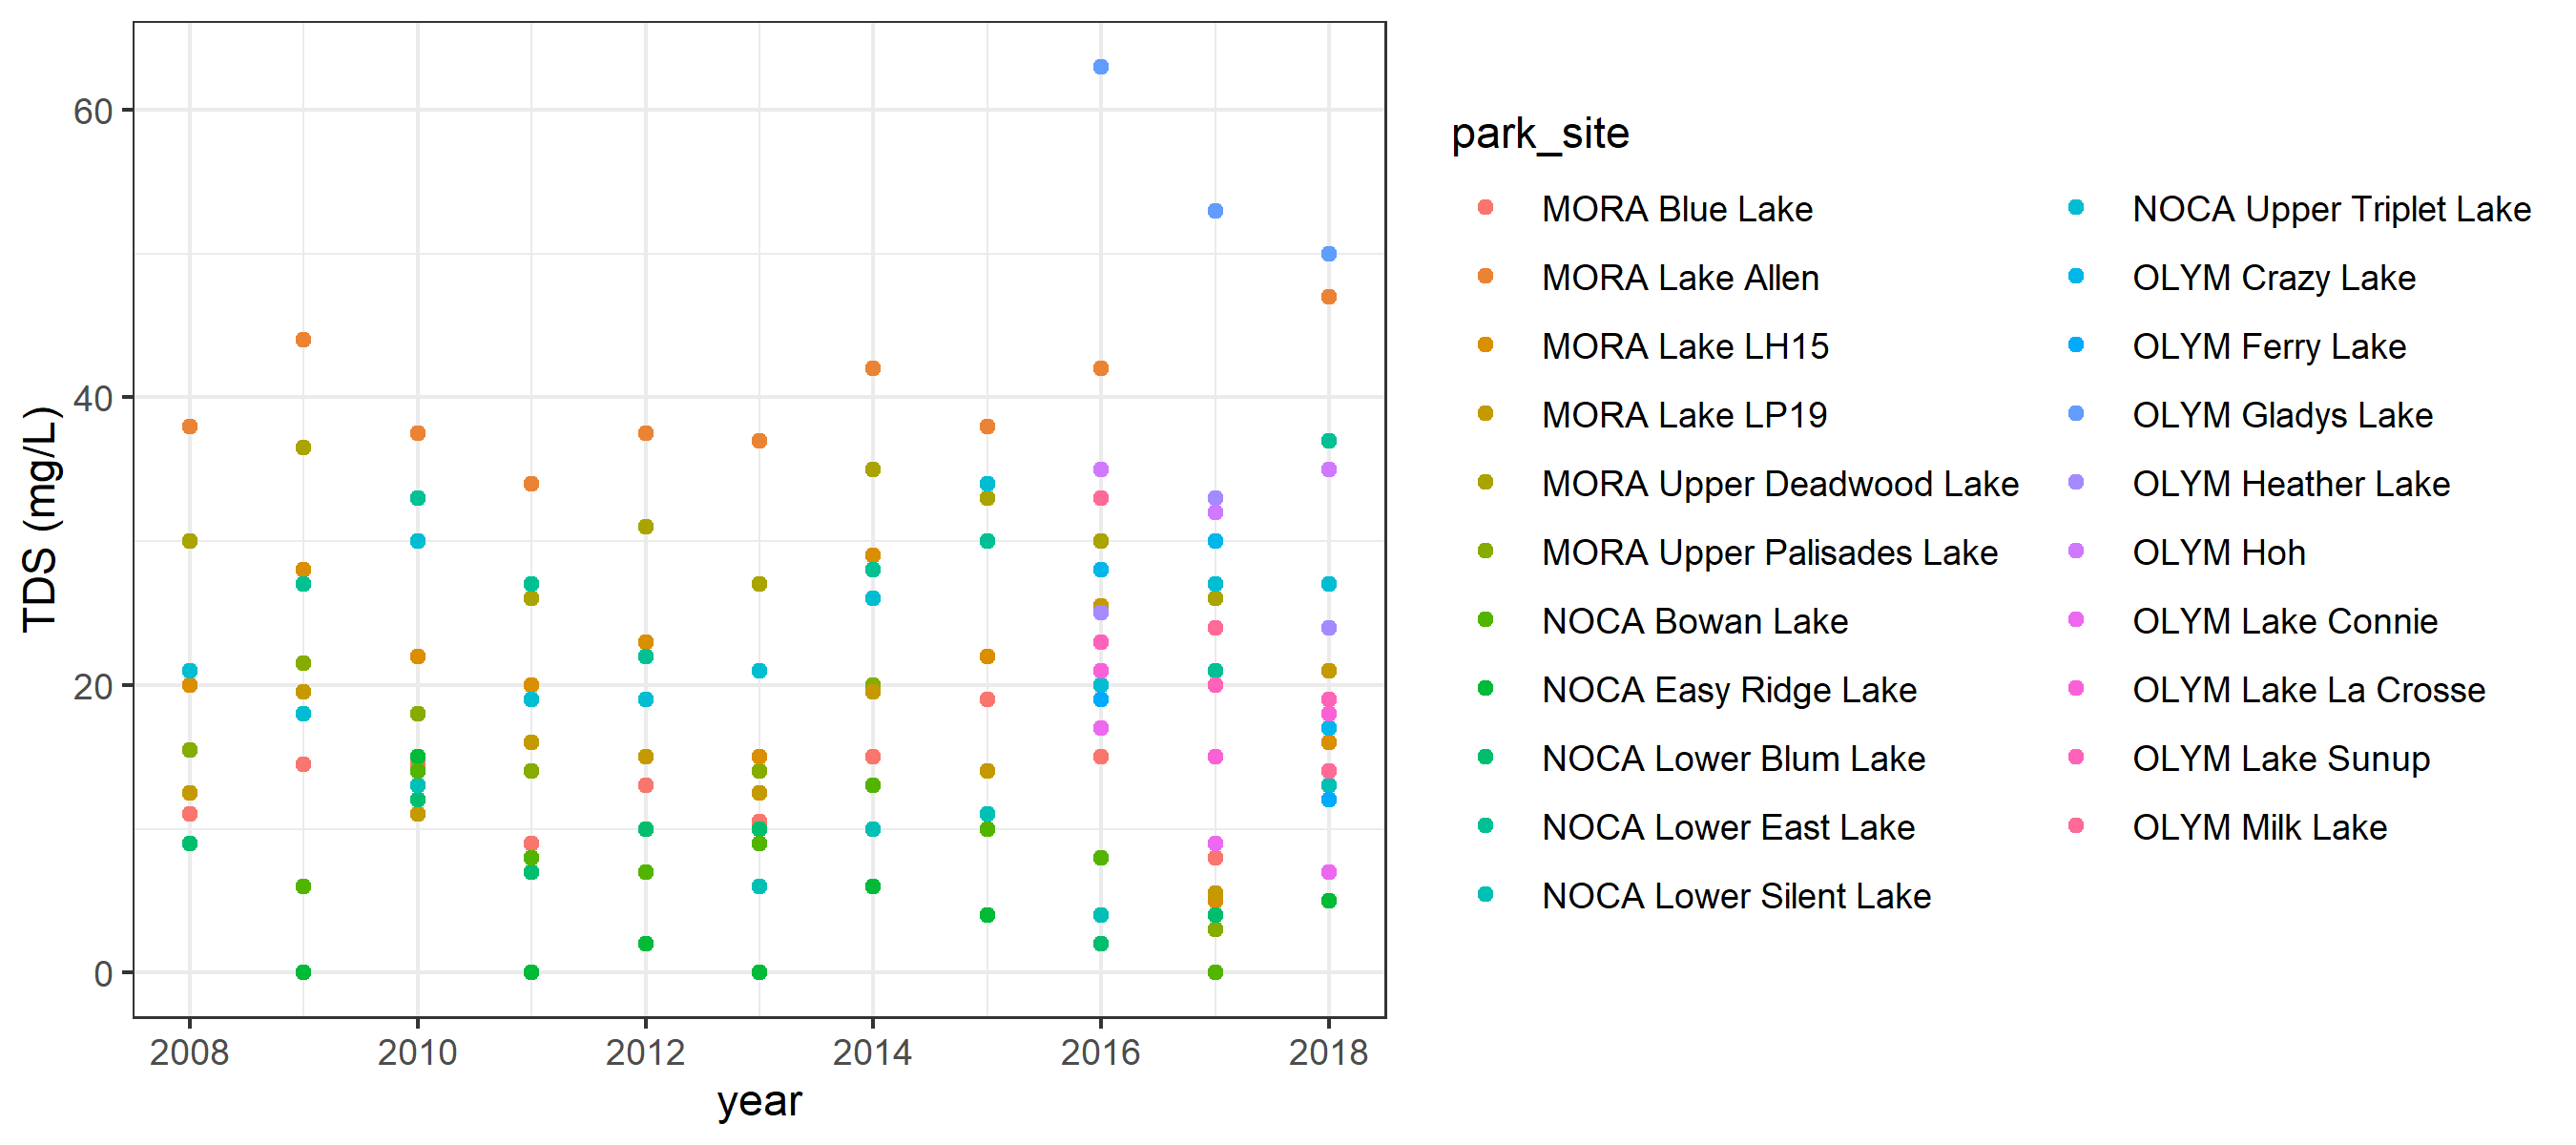 60
40
20
0
TDS (mg/L)
2008
2010
2012
2014
2016
2018
year
park_site
MORA Blue Lake
MORA Lake Allen
MORA Lake LH15
MORA Lake LP19
MORA Upper Deadwood Lake
MORA Upper Palisades Lake
NOCA Bowan Lake
NOCA Easy Ridge Lake
NOCA Lower Blum Lake
NOCA Lower East Lake
NOCA Lower Silent Lake
NOCA Upper Triplet Lake
OLYM Crazy Lake
OLYM Ferry Lake
OLYM Gladys Lake
OLYM Heather Lake
OLYM Hoh
OLYM Lake Connie
OLYM Lake La Crosse
OLYM Lake Sunup
OLYM Milk Lake